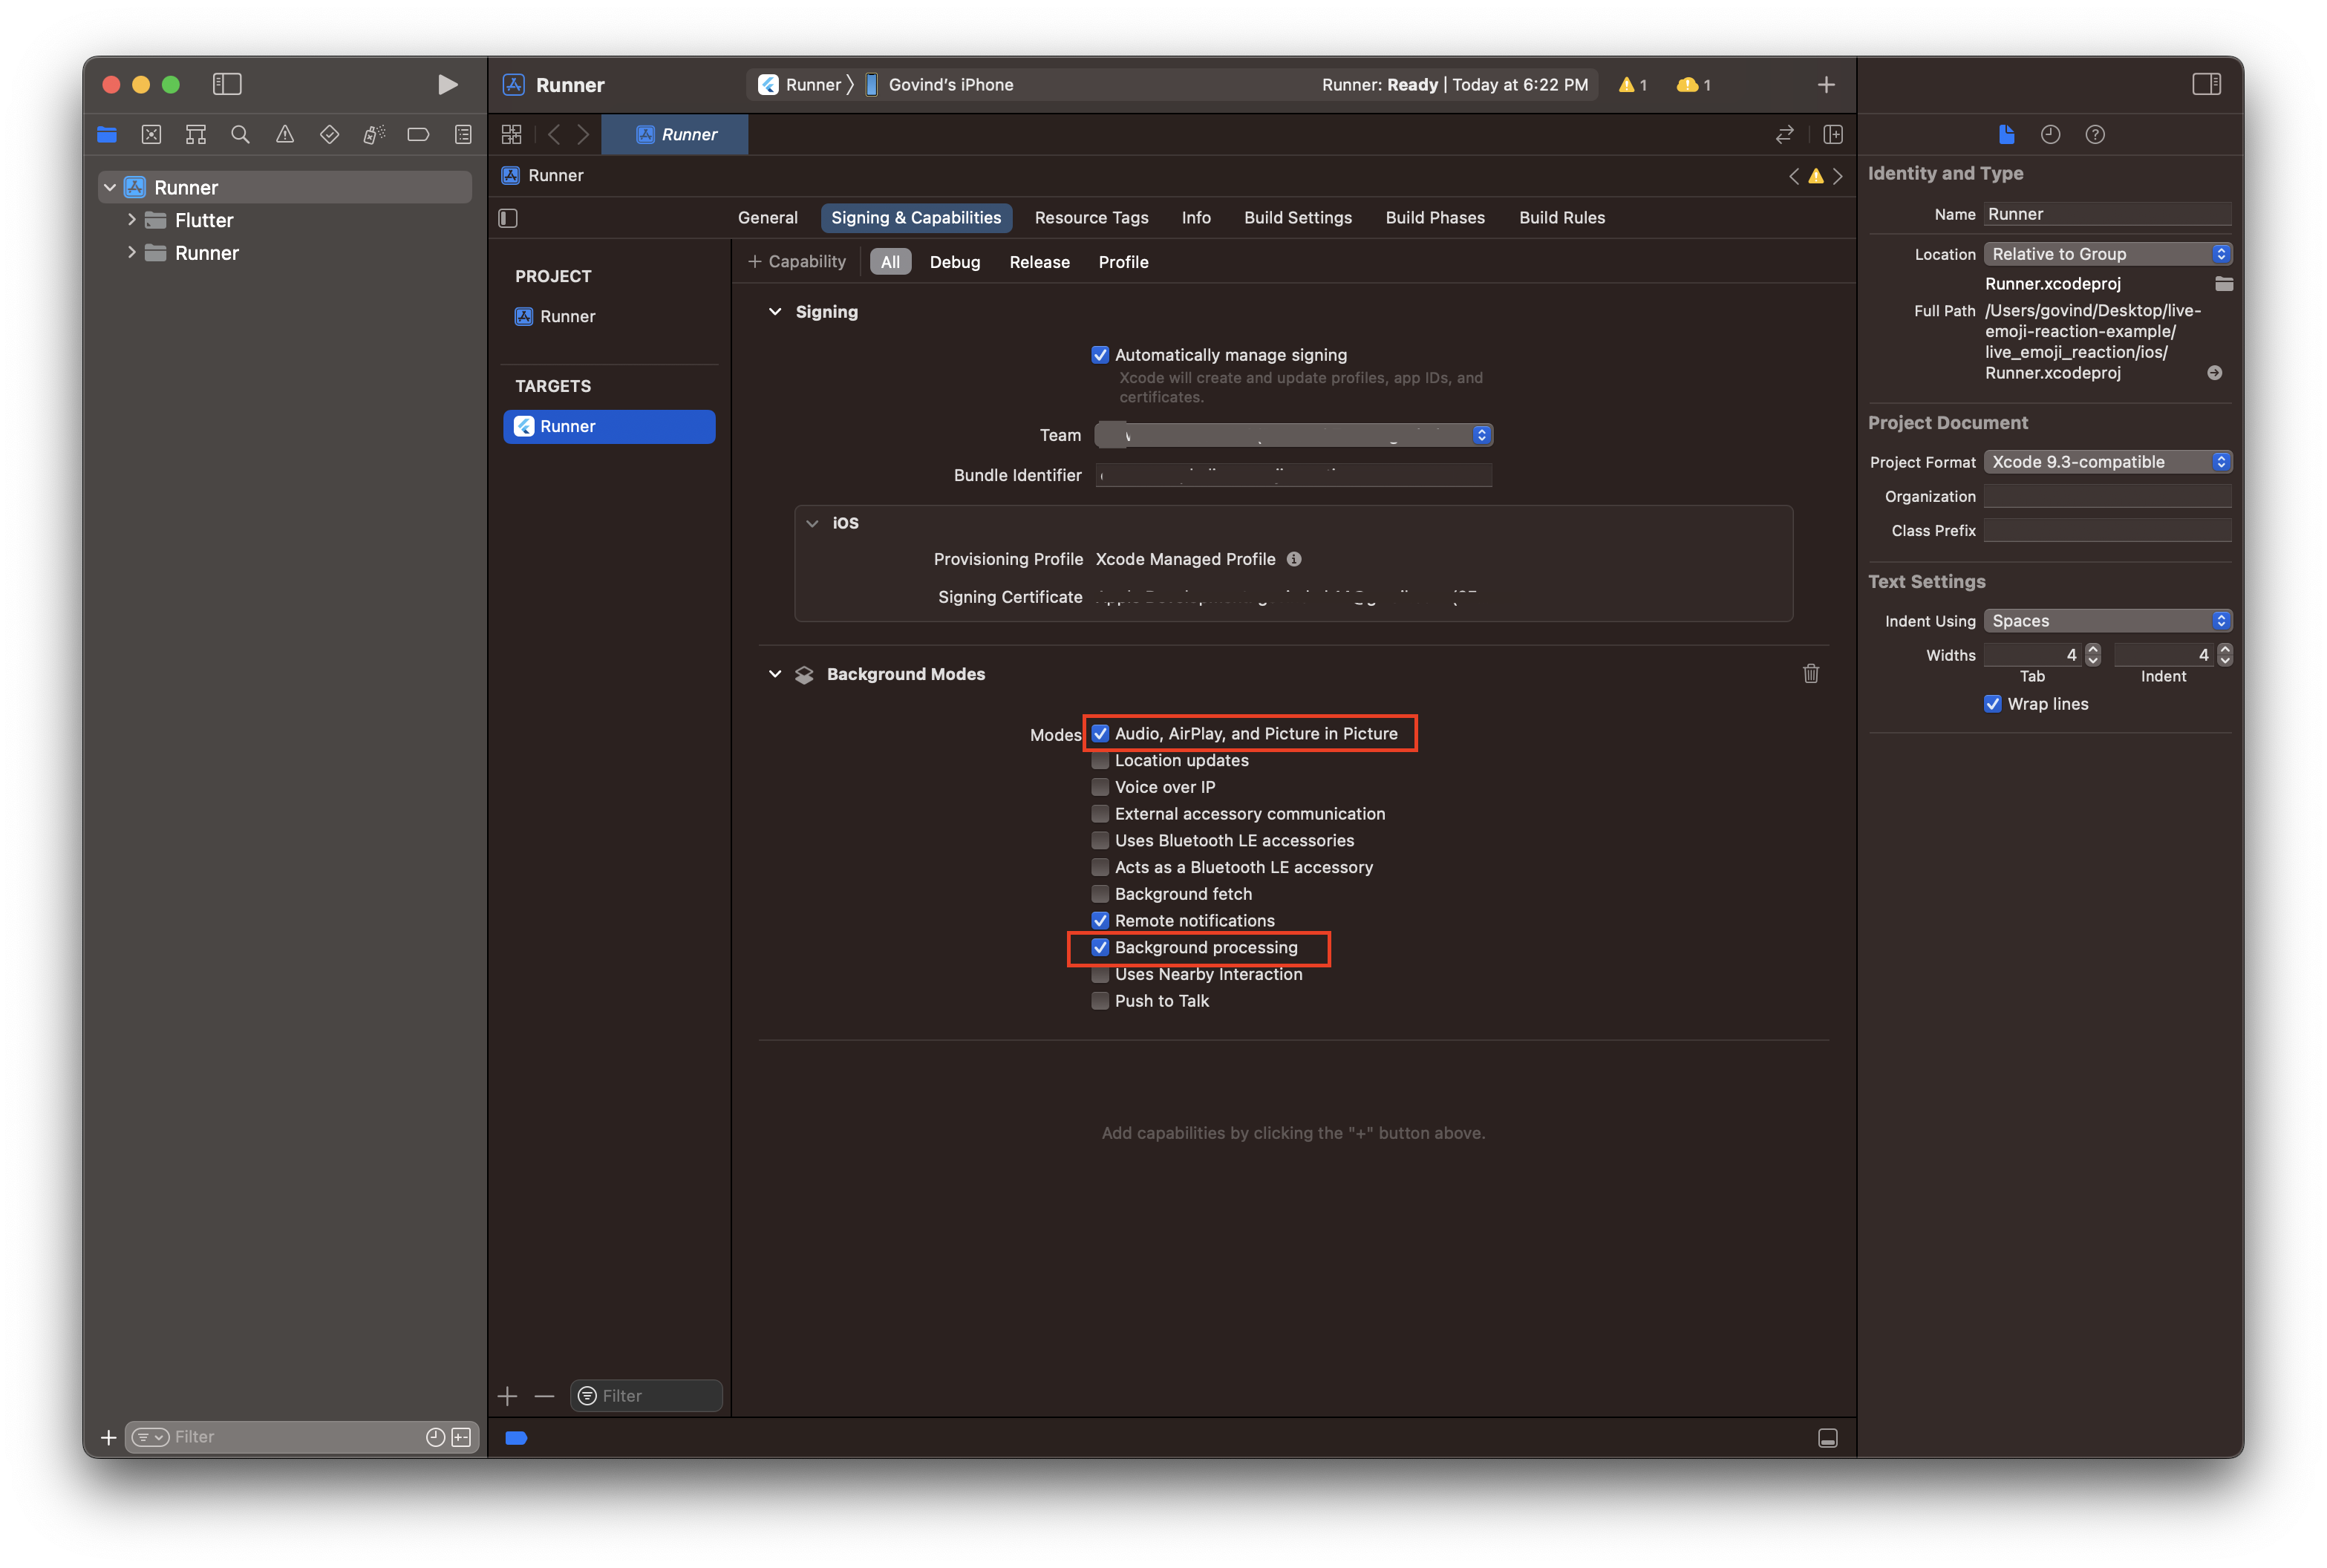 Runner
Runner
Govind's iPhone
Runner: Ready | Today at 6:22 PM
1
1
Runner
Runner
Flutter
Runner
Runner
General
Signing & Capabilities
Resource Tags
Info
Build Settings
Build Phases
Build Rules
PROJECT
Runner
TARGETS
Runner
+ Capability
All
Debug
Release
Profile
Signing
Automatically manage signing
Xcode will create and update profiles, app IDs, and
certificates.
Team
Bundle Identifier
iOS
Provisioning Profile Xcode Managed Profile
Signing Certificate
Background Modes
Modes
Audio, AirPlay, and Picture in Picture
Location updates
Voice over IP
External accessory communication
Uses Bluetooth LE accessories
Acts as a Bluetooth LE accessory
Background fetch
Remote notifications
Background processing
Uses Nearby Interaction
Push to Talk
Add capabilities by clicking the "+" button above.
Filter
Filter
Identity and Type
Name Runner
Location Relative to Group
Runner.xcodeproj
Full Path /Users/govind/Desktop/live-
emoji-reaction-example/
live_emoji_reaction/ios/
Runner.xcodeproj
Project Document
Project Format Xcode 9.3-compatible
Organization
Class Prefix
Text Settings
Indent Using Spaces
Widths 4 4
Tab Indent
Wrap lines